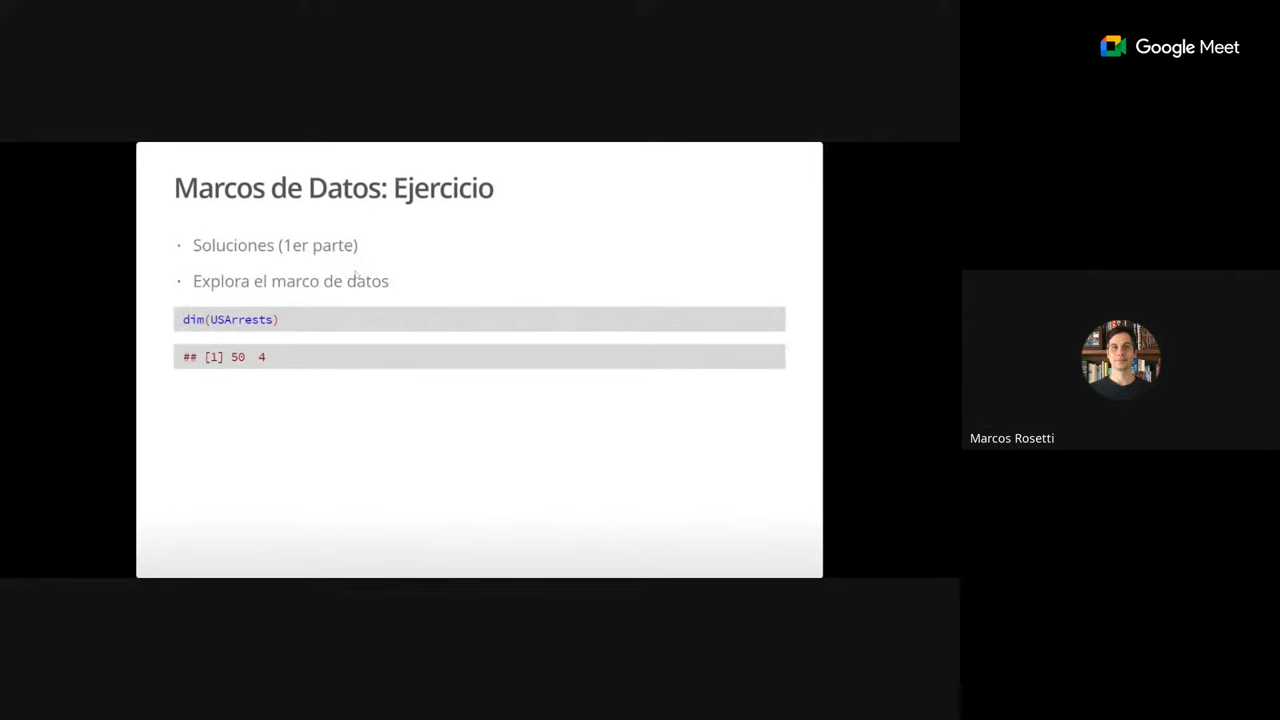 Google Meet
Marcos de Datos: Ejercicio
· Soluciones (1er parte)
· Explora el marco de datos
dim(USArrests)
## [1] 50  4
Marcos Rosetti